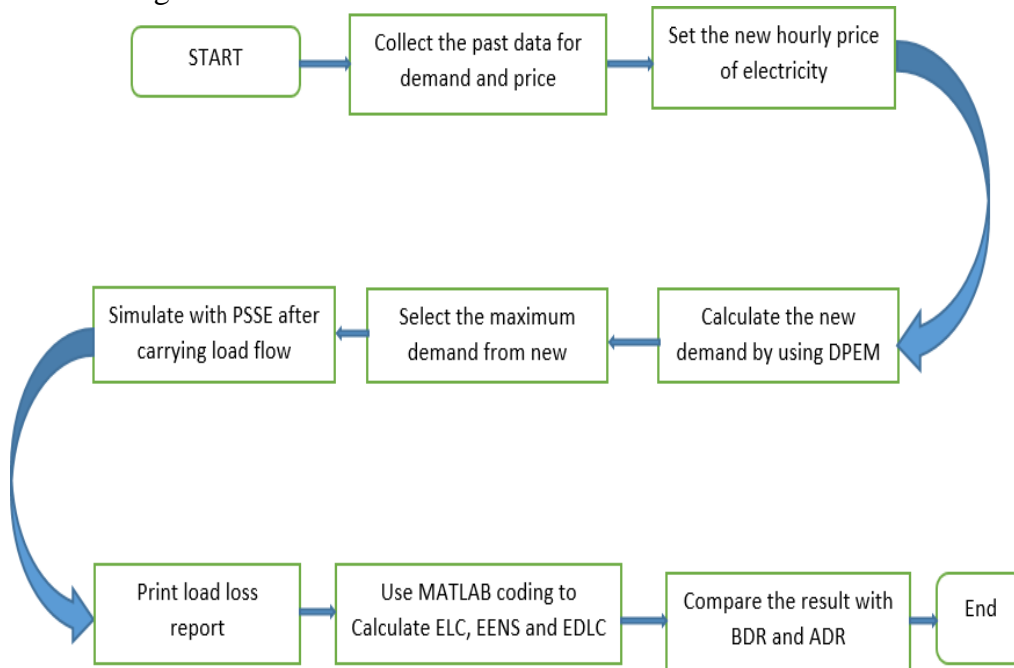 START
Collect the past data for
demand and price
Set the new hourly price
of electricity
Calculate the new
demand by using DPEM
Select the maximum
demand from new
Simulate with PSSE after
carrying load flow
Print load loss
report
Use MATLAB coding to
Calculate ELC, EENS and EDLC
Compare the result with
BDR and ADR
End